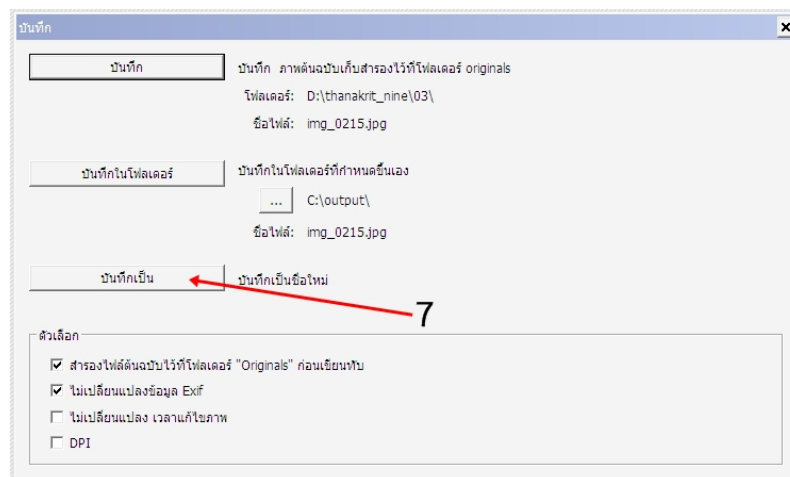 บันทึก
บันทึก บันทึก ภาพต้นฉบับเก็บสำรองไว้ที่โฟลเดอร์ originals
โฟลเดอร์: D:\thanakrit_nine\03\
ชื่อไฟล์: img_0215.jpg
บันทึกในโฟลเดอร์ บันทึกในโฟลเดอร์ที่กำหนดขึ้นเอง
... C:\output\
ชื่อไฟล์: img_0215.jpg
บันทึกเป็น บันทึกเป็นชื่อใหม่
7
ตัวเลือก
สำรองไฟล์ต้นฉบับไว้ที่โฟลเดอร์ "Originals" ก่อนเขียนทับ
ไม่เปลี่ยนแปลงข้อมูล Exif
ไม่เปลี่ยนแปลง เวลาแก้ไขภาพ
DPI